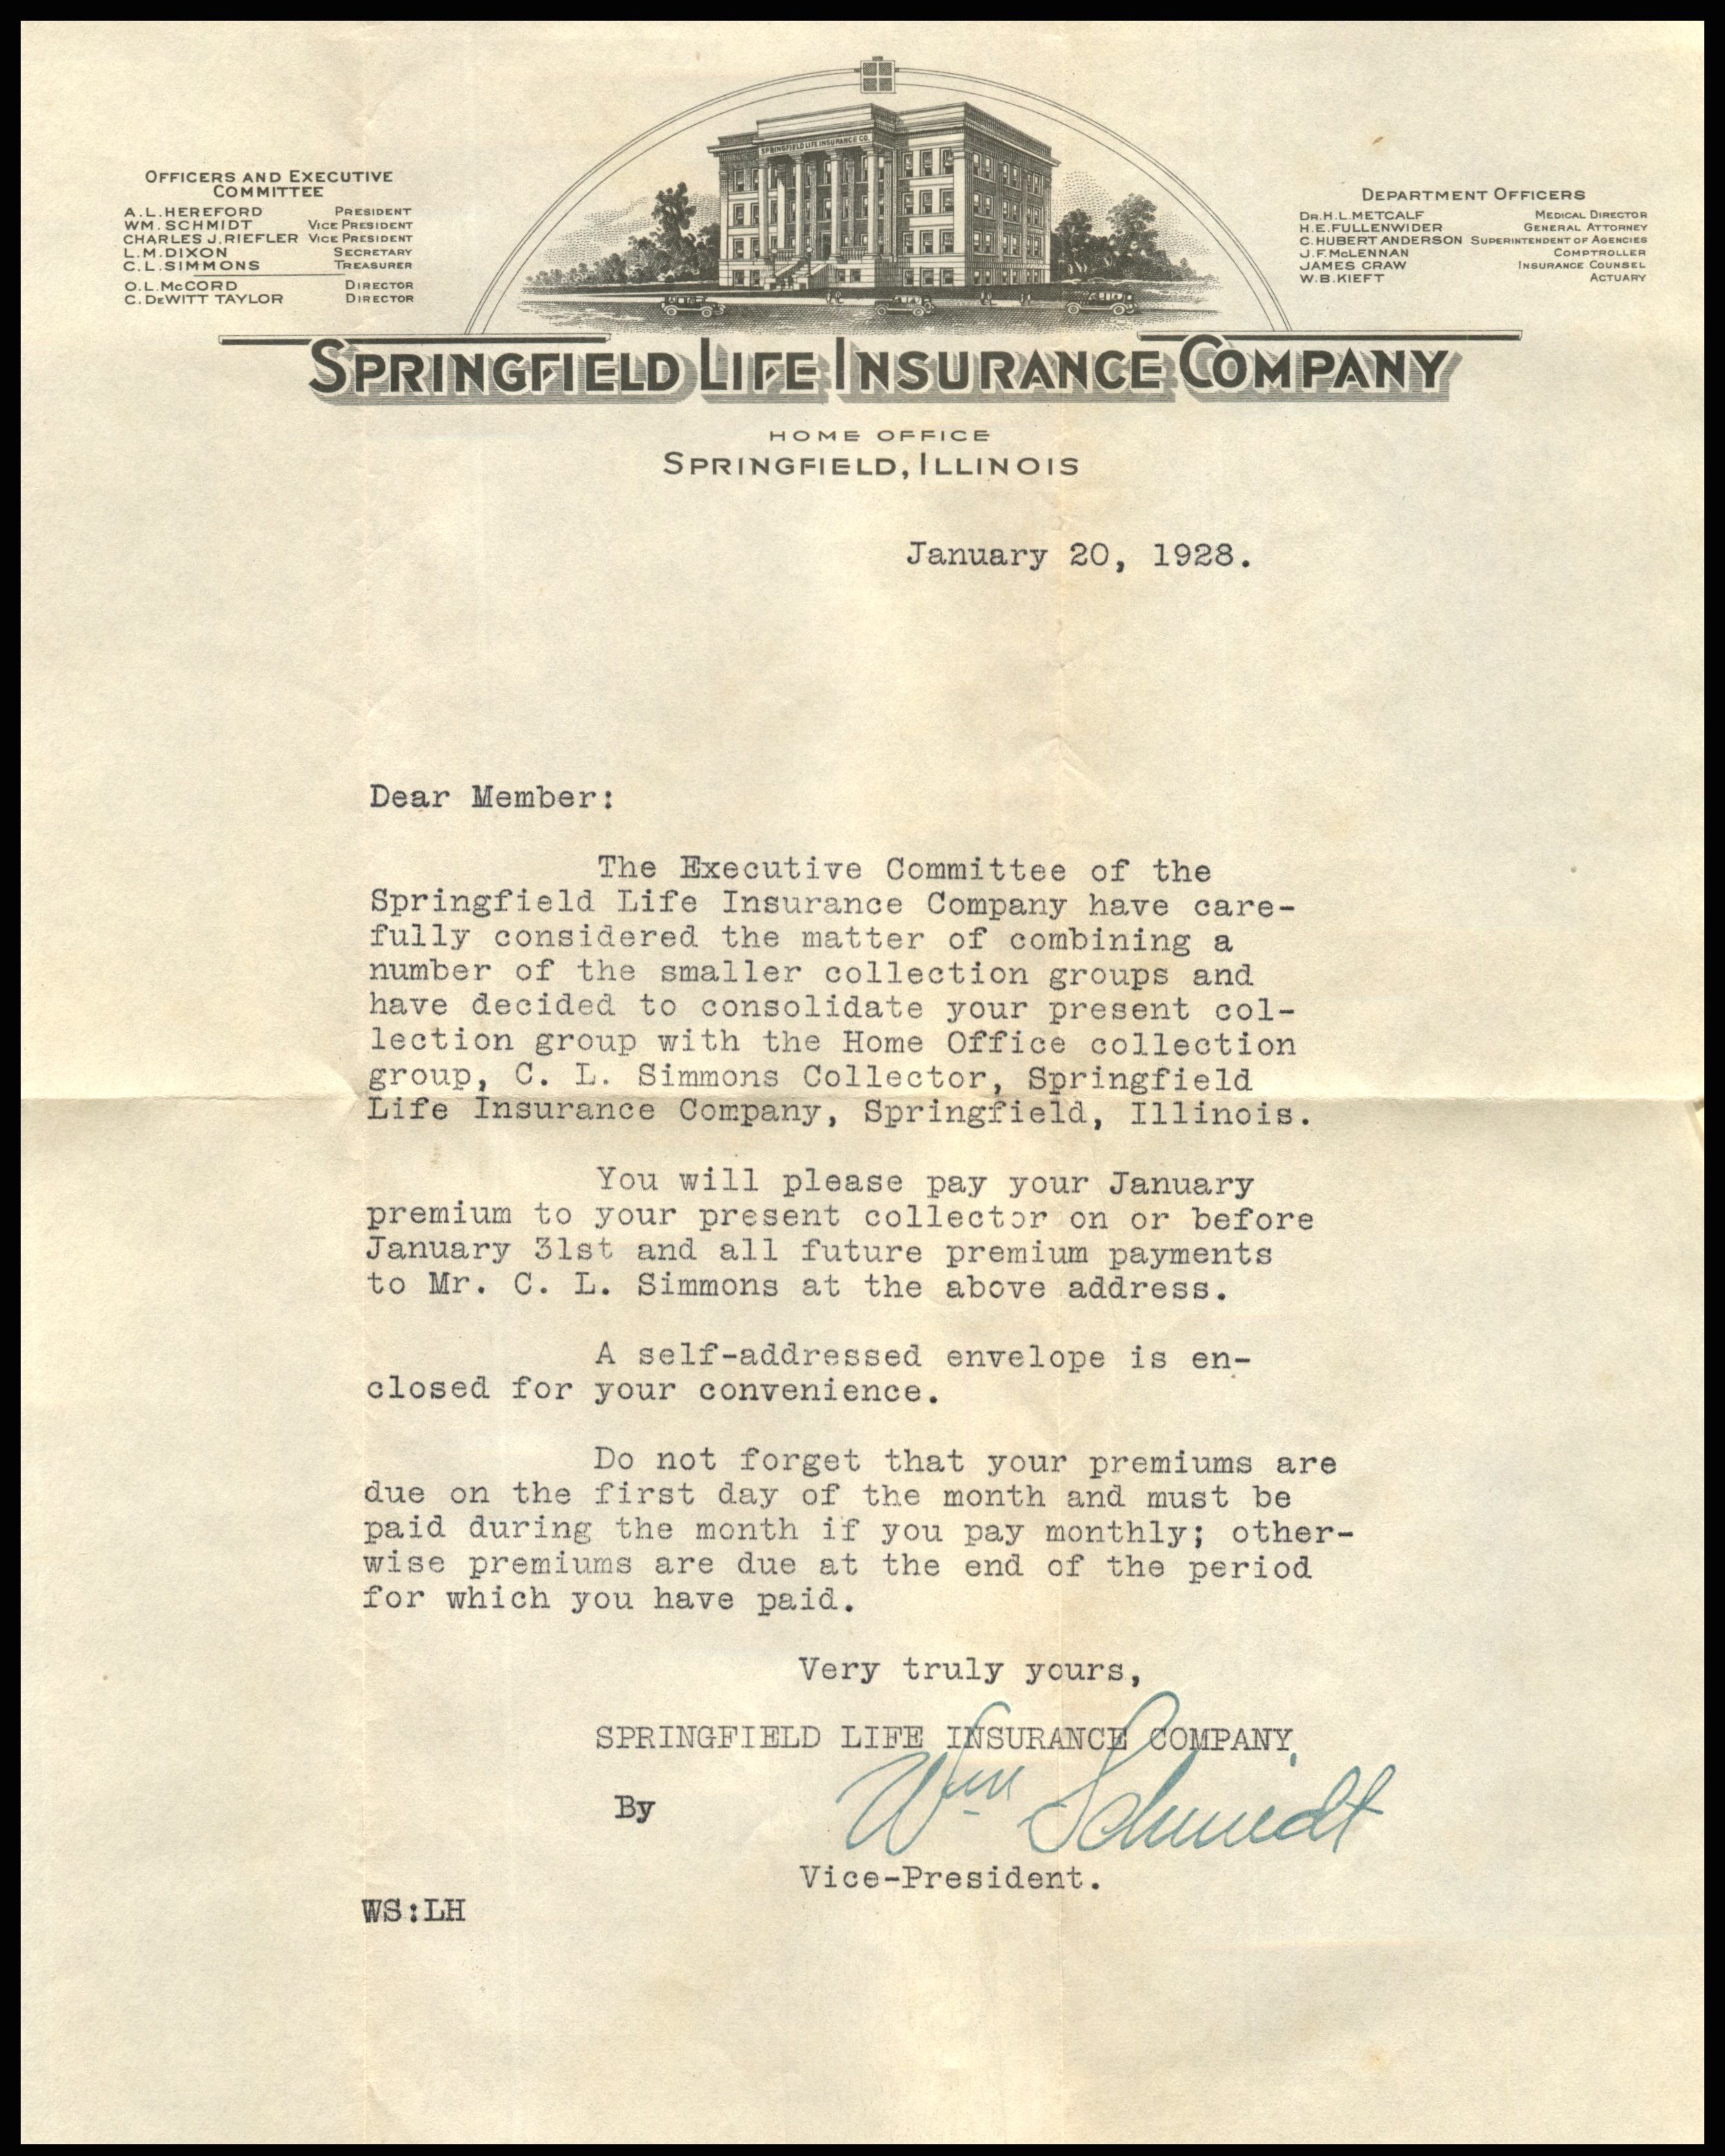 SPRINGFIELD LIFE INSURANCE CO.
OFFICERS AND EXECUTIVE
COMMITTEE
A.L. HEREFORD PRESIDENT
WM. SCHMIDT VICE PRESIDENT
CHARLES J. RIEFLER VICE PRESIDENT
L.M. DIXON SECRETARY
C.L. SIMMONS TREASURER
O.L. McCORD DIRECTOR
C. DeWITT TAYLOR DIRECTOR
DEPARTMENT OFFICERS
DR. H.L. METCALF MEDICAL DIRECTOR
H.E. FULLENWIDER GENERAL ATTORNEY
C. HUBERT ANDERSON SUPERINTENDENT OF AGENCIES
J.F. McLENNAN COMPTROLLER
JAMES CRAW INSURANCE COUNSEL
W.B. KIEFT ACTUARY
SPRINGFIELD LIFE INSURANCE COMPANY
HOME OFFICE
SPRINGFIELD, ILLINOIS
January 20, 1928.
Dear Member:
The Executive Committee of the
Springfield Life Insurance Company have care-
fully considered the matter of combining a
number of the smaller collection groups and
have decided to consolidate your present col-
lection group with the Home Office collection
group, C. L. Simmons Collector, Springfield
Life Insurance Company, Springfield, Illinois.
You will please pay your January
premium to your present collector on or before
January 31st and all future premium payments
to Mr. C. L. Simmons at the above address.
A self-addressed envelope is en-
closed for your convenience.
Do not forget that your premiums are
due on the first day of the month and must be
paid during the month if you pay monthly; other-
wise premiums are due at the end of the period
for which you have paid.
Very truly yours,
SPRINGFIELD LIFE INSURANCE COMPANY,
By Wm Schmidt
Vice-President.
WS:LH